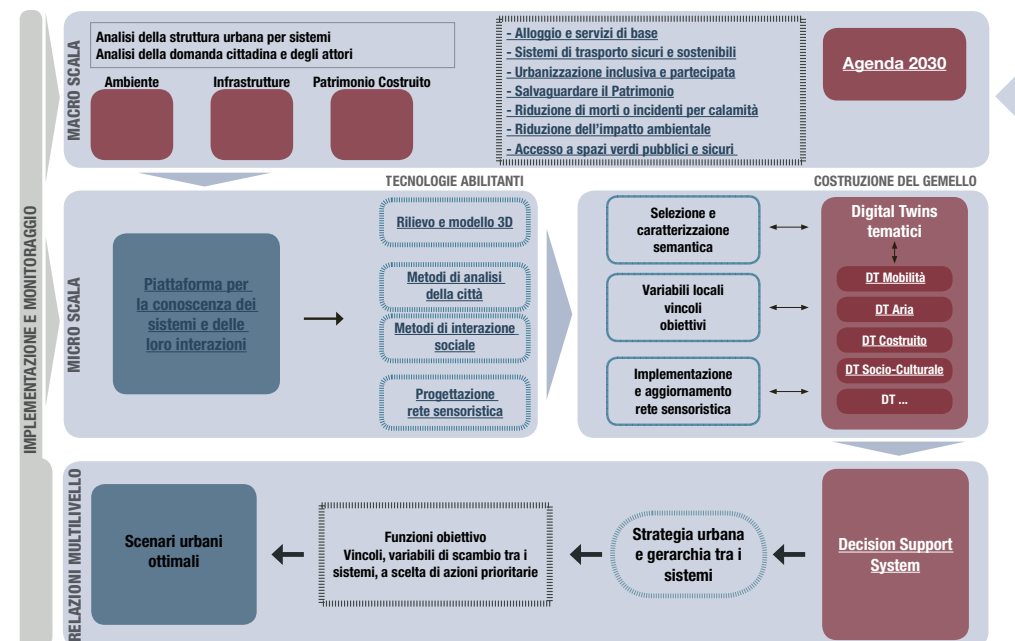 IMPLEMENTAZIONE E MONITORAGGIO
MACRO SCALA
Analisi della struttura urbana per sistemi
Analisi della domanda cittadina e degli attori
Ambiente
Infrastrutture
Patrimonio Costruito
- Alloggio e servizi di base
- Sistemi di trasporto sicuri e sostenibili
- Urbanizzazione inclusiva e partecipata
- Salvaguardare il Patrimonio
- Riduzione di morti o incidenti per calamità
- Riduzione dell'impatto ambientale
- Accesso a spazi verdi pubblici e sicuri
Agenda 2030
MICRO SCALA
Piattaforma per
la conoscenza dei
sistemi e delle
loro interazioni
TECNOLOGIE ABILITANTI
Rilievo e modello 3D
Metodi di analisi
della città
Metodi di interazione
sociale
Progettazione
rete sensoristica
COSTRUZIONE DEL GEMELLO
Selezione e
caratterizzaione
semantica
Variabili locali
vincoli
obiettivi
Implementazione
e aggiornamento
rete sensoristica
Digital Twins
tematici
DT Mobilità
DT Aria
DT Costruito
DT Socio-Culturale
DT ...
RELAZIONI MULTILIVELLO
Scenari urbani
ottimali
Funzioni obiettivo
Vincoli, variabili di scambio tra i
sistemi, a scelta di azioni prioritarie
Strategia urbana
e gerarchia tra i
sistemi
Decision Support
System